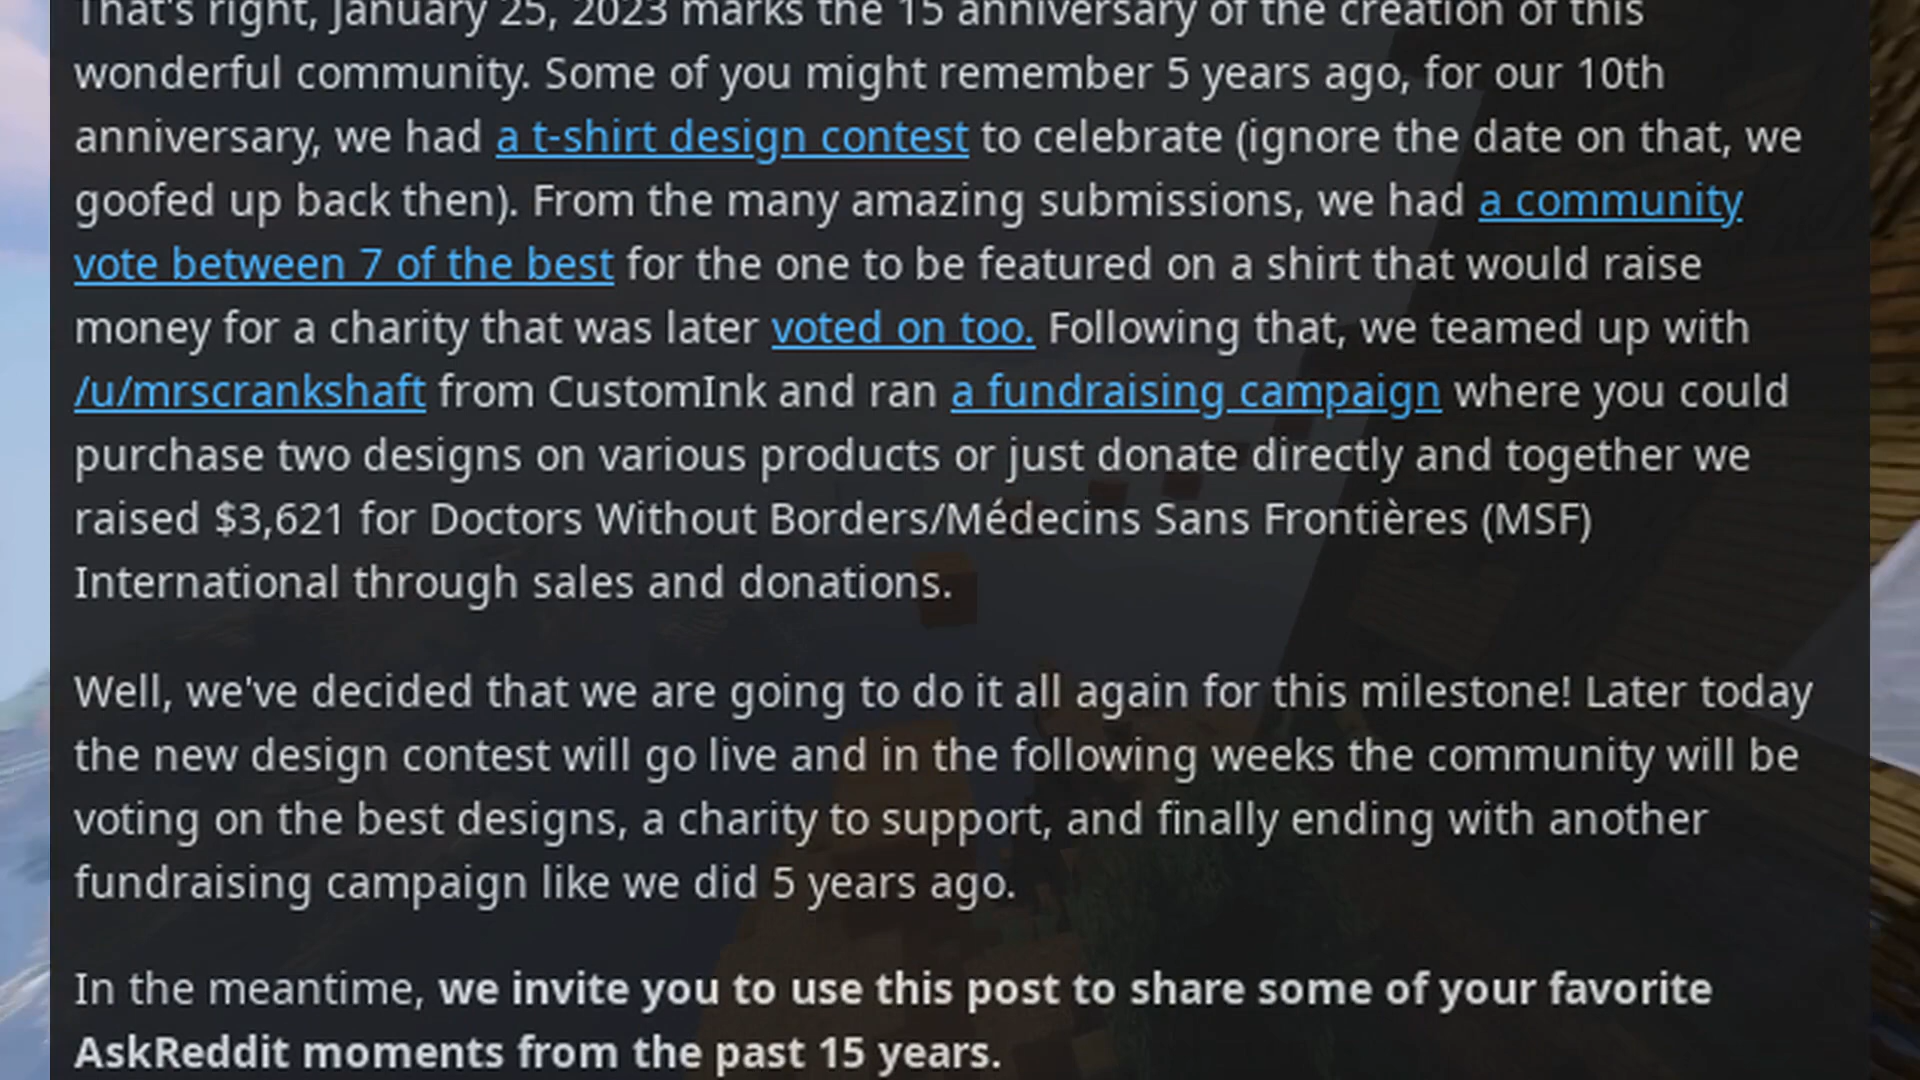 That's right, January 25, 2023 marks the 15 anniversary of the creation of this
wonderful community. Some of you might remember 5 years ago, for our 10th
anniversary, we had a t-shirt design contest to celebrate (ignore the date on that, we
goofed up back then). From the many amazing submissions, we had a community
vote between 7 of the best for the one to be featured on a shirt that would raise
money for a charity that was later voted on too. Following that, we teamed up with
/u/mrscrankshaft from CustomInk and ran a fundraising campaign where you could
purchase two designs on various products or just donate directly and together we
raised $3,621 for Doctors Without Borders/Médecins Sans Frontières (MSF)
International through sales and donations.
Well, we've decided that we are going to do it all again for this milestone! Later today
the new design contest will go live and in the following weeks the community will be
voting on the best designs, a charity to support, and finally ending with another
fundraising campaign like we did 5 years ago.
In the meantime, we invite you to use this post to share some of your favorite
AskReddit moments from the past 15 years.